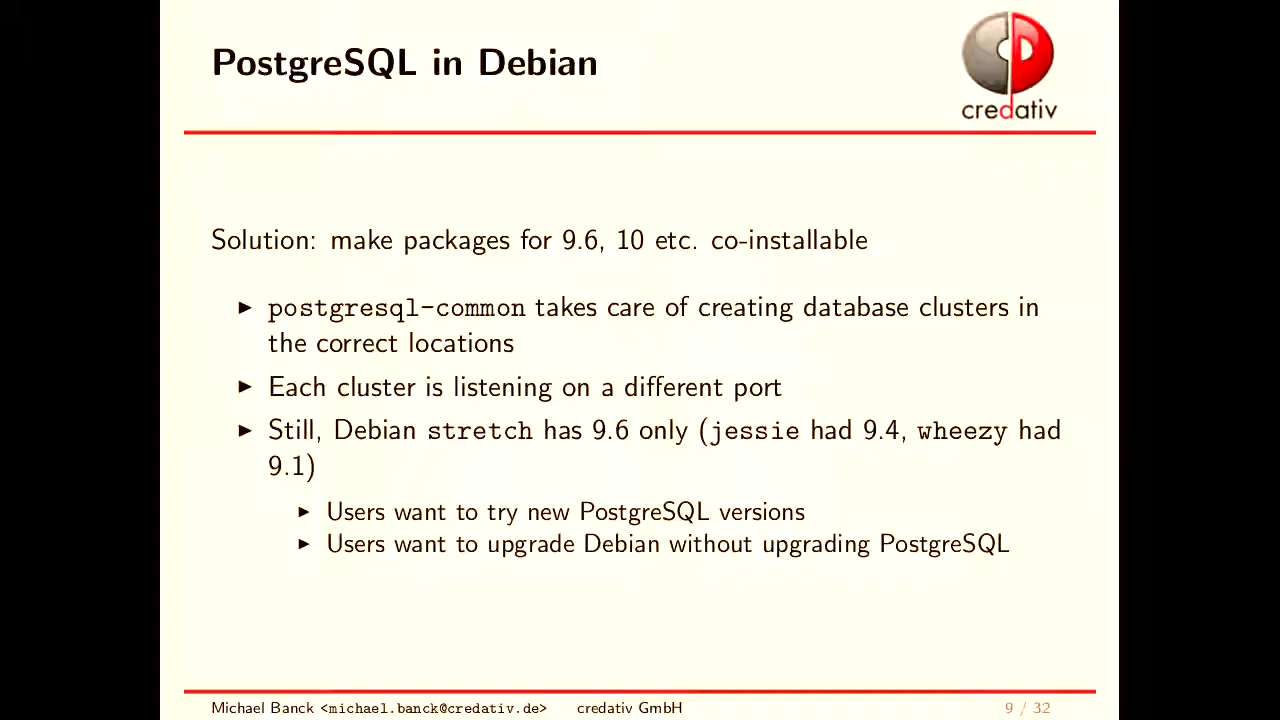 PostgreSQL in Debian
credativ
Solution: make packages for 9.6, 10 etc. co-installable
▶ postgresql-common takes care of creating database clusters in
the correct locations
▶ Each cluster is listening on a different port
▶ Still, Debian stretch has 9.6 only (jessie had 9.4, wheezy had
9.1)
▶ Users want to try new PostgreSQL versions
▶ Users want to upgrade Debian without upgrading PostgreSQL
Michael Banck <michael.banck@credativ.de> credativ GmbH 9 / 32